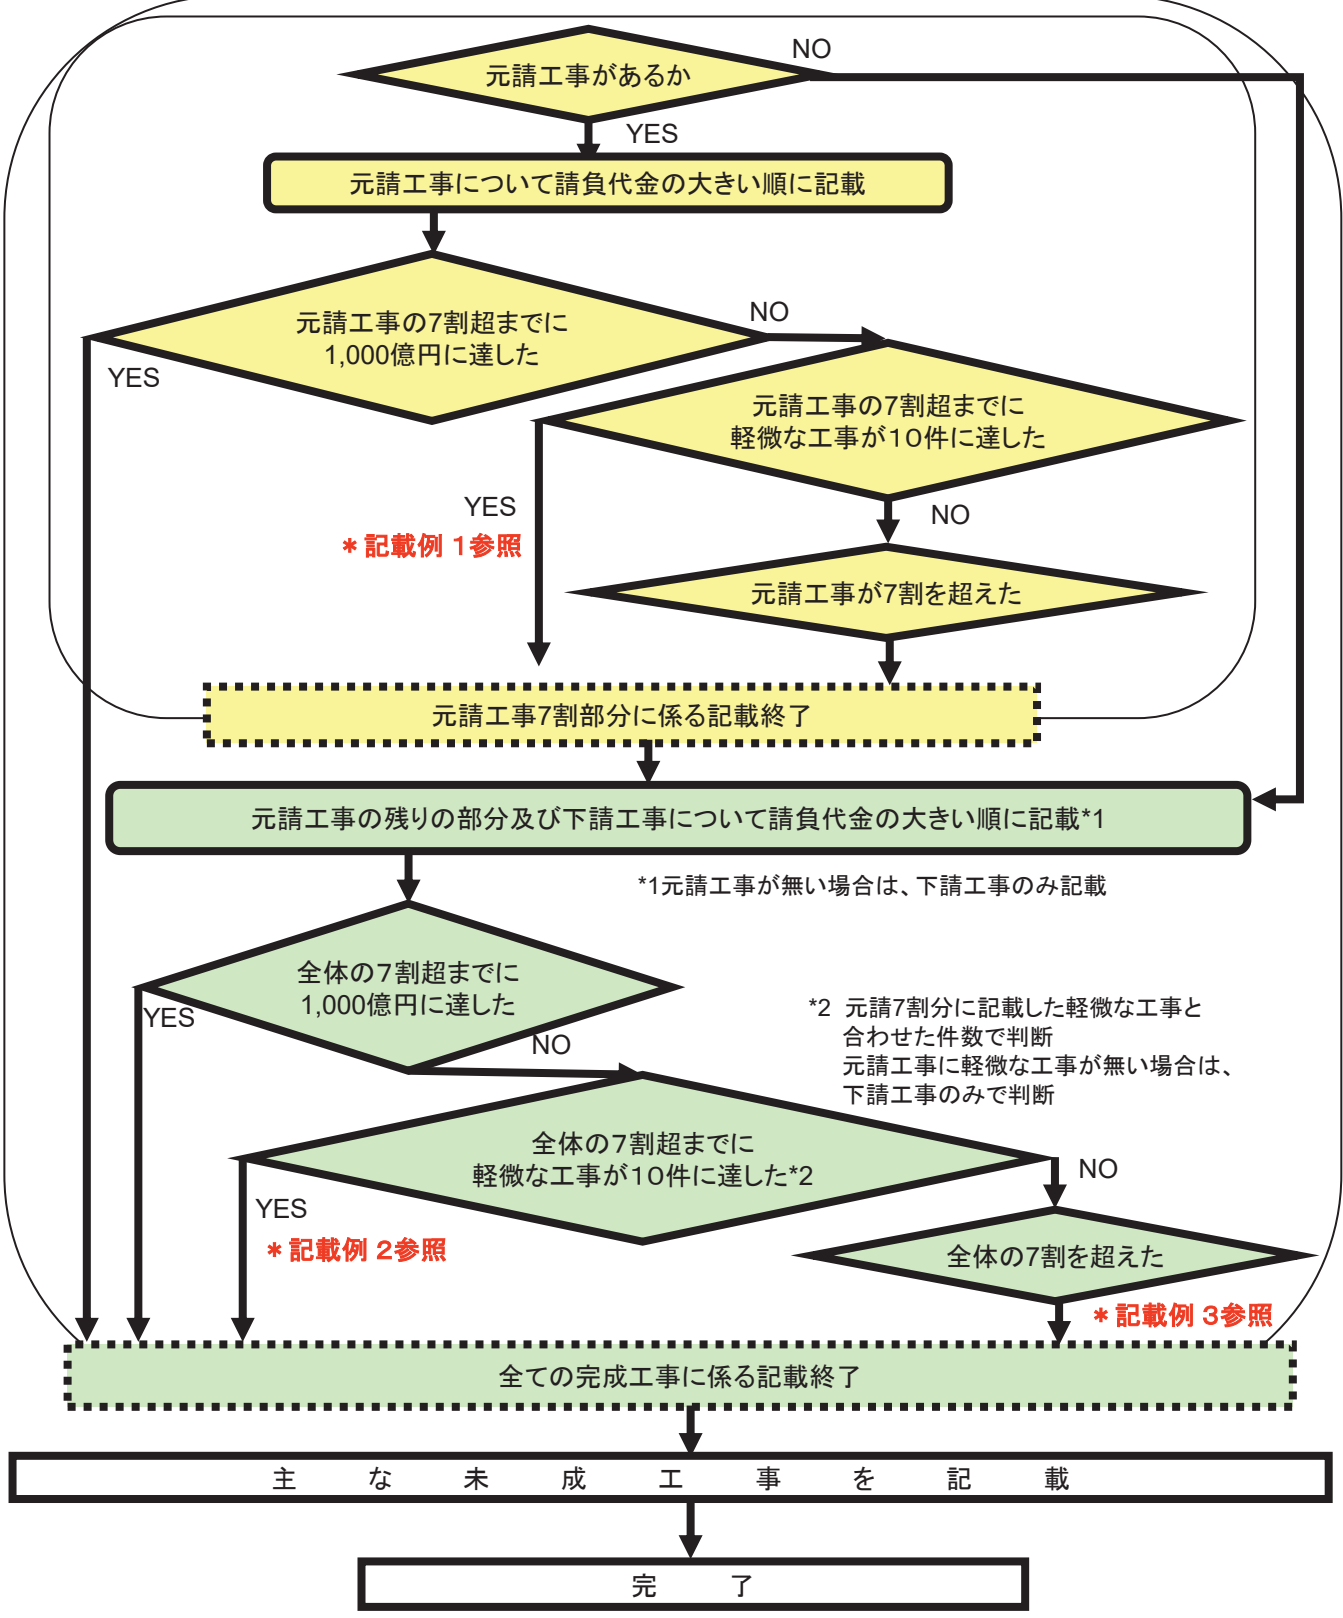 元請工事があるか
NO
YES
元請工事について請負代金の大きい順に記載
元請工事の7割超までに
1,000億円に達した
NO
YES
元請工事の7割超までに
軽微な工事が10件に達した
YES
NO
＊記載例 1参照
元請工事が7割を超えた
元請工事7割部分に係る記載終了
元請工事の残りの部分及び下請工事について請負代金の大きい順に記載*1
*1元請工事が無い場合は、下請工事のみ記載
全体の7割超までに
1,000億円に達した
YES
NO
*2 元請7割分に記載した軽微な工事と
合わせた件数で判断
元請工事に軽微な工事が無い場合は、
下請工事のみで判断
全体の7割超までに
軽微な工事が10件に達した*2
NO
YES
＊記載例 2参照
全体の7割を超えた
＊記載例 3参照
全ての完成工事に係る記載終了
主な未成工事を記載
完了